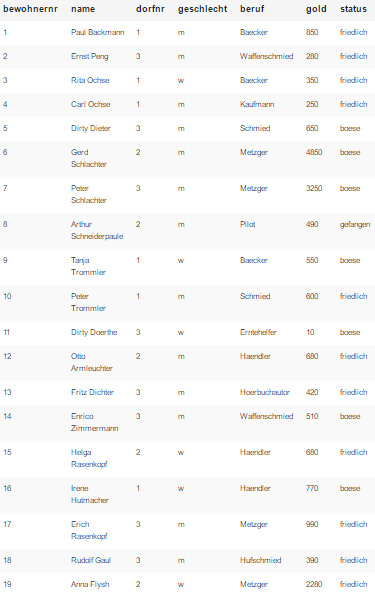 bewohnernr name dorfnr geschlecht beruf gold status
1 Paul Backmann 1 m Baecker 850 friedlich
2 Ernst Peng 3 m Waffenschmied 280 friedlich
3 Rita Ochse 1 w Baecker 350 friedlich
4 Carl Ochse 1 m Kaufmann 250 friedlich
5 Dirty Dieter 3 m Schmied 650 boese
6 Gerd 2 m Metzger 4850 boese
Schlachter
7 Peter 3 m Metzger 3250 boese
Schlachter
8 Arthur 2 m Pilot 490 gefangen
Schneiderpaule
9 Tanja 1 w Baecker 550 boese
Trommler
10 Peter 1 m Schmied 600 friedlich
Trommler
11 Dirty Doerthe 3 w Erntehelfer 10 boese
12 Otto 2 m Haendler 680 friedlich
Armleuchter
13 Fritz Dichter 3 m Hoerbuchautor 420 friedlich
14 Enrico 3 m Waffenschmied 510 boese
Zimmermann
15 Helga 2 w Haendler 680 friedlich
Rasenkopf
16 Irene 1 w Haendler 770 boese
Hutmacher
17 Erich 3 m Metzger 990 friedlich
Rasenkopf
18 Rudolf Gaul 3 m Hufschmied 390 friedlich
19 Anna Flysh 2 w Metzger 2280 friedlich